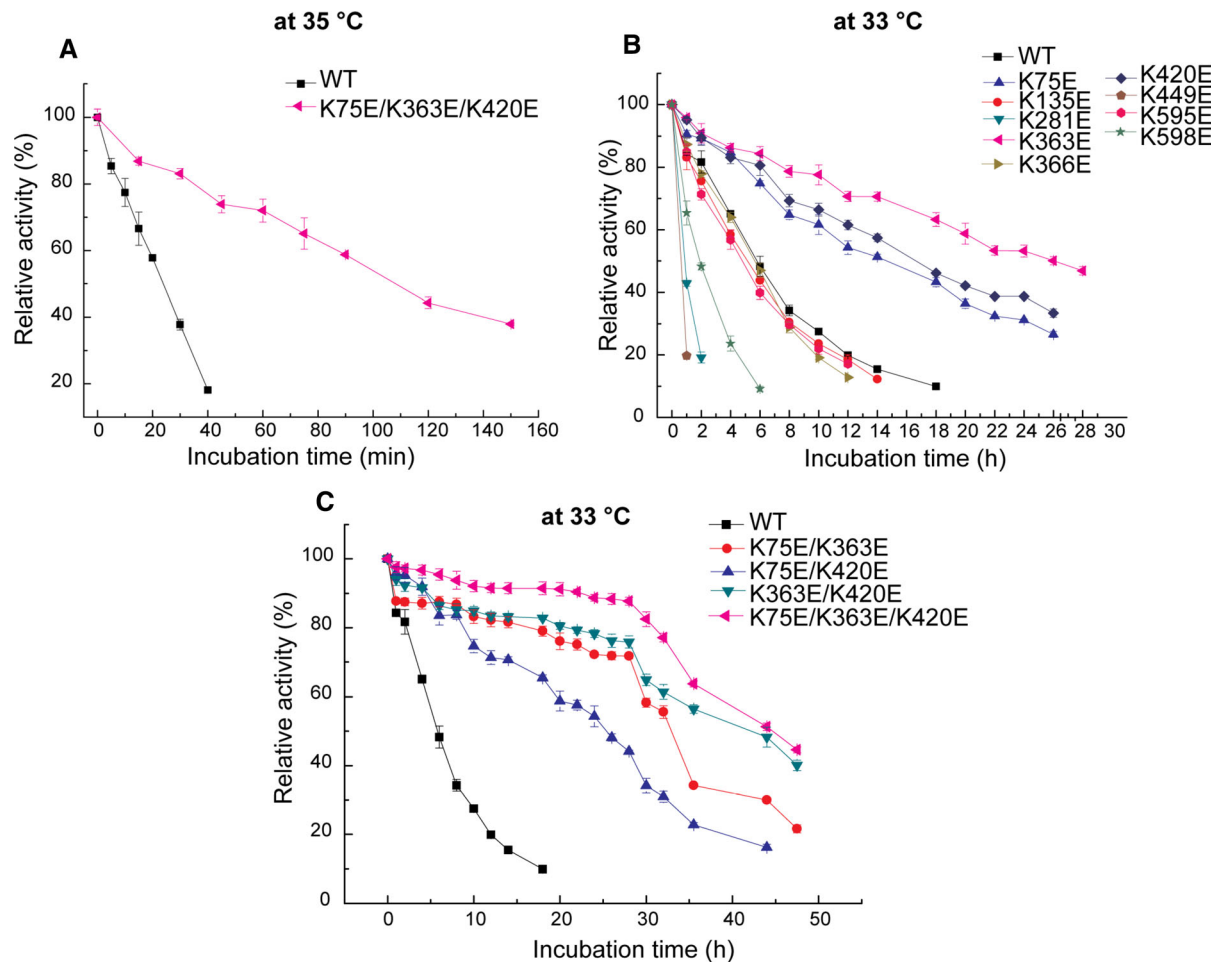 at 35 °C
A
WT
K75E/K363E/K420E
100
80
60
40
20
0 20 40 60 80 100 120 140 160
Relative activity (%)
Incubation time (min)
at 33 °C
B
WT
K75E
K135E
K281E
K363E
K366E
K420E
K449E
K595E
K598E
100
80
60
40
20
0
0 2 4 6 8 10 12 14 16 18 20 22 24 26 28 30
Relative activity (%)
Incubation time (h)
C
at 33 °C
WT
K75E/K363E
K75E/K420E
K363E/K420E
K75E/K363E/K420E
100
80
60
40
20
0
0 10 20 30 40 50
Relative activity (%)
Incubation time (h)